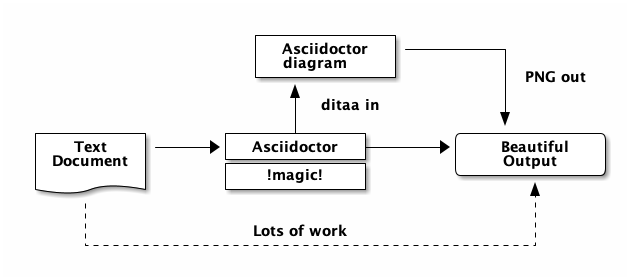 Asciidoctor
diagram
PNG out
ditaa in
Text
Document
Asciidoctor
!magic!
Beautiful
Output
Lots of work